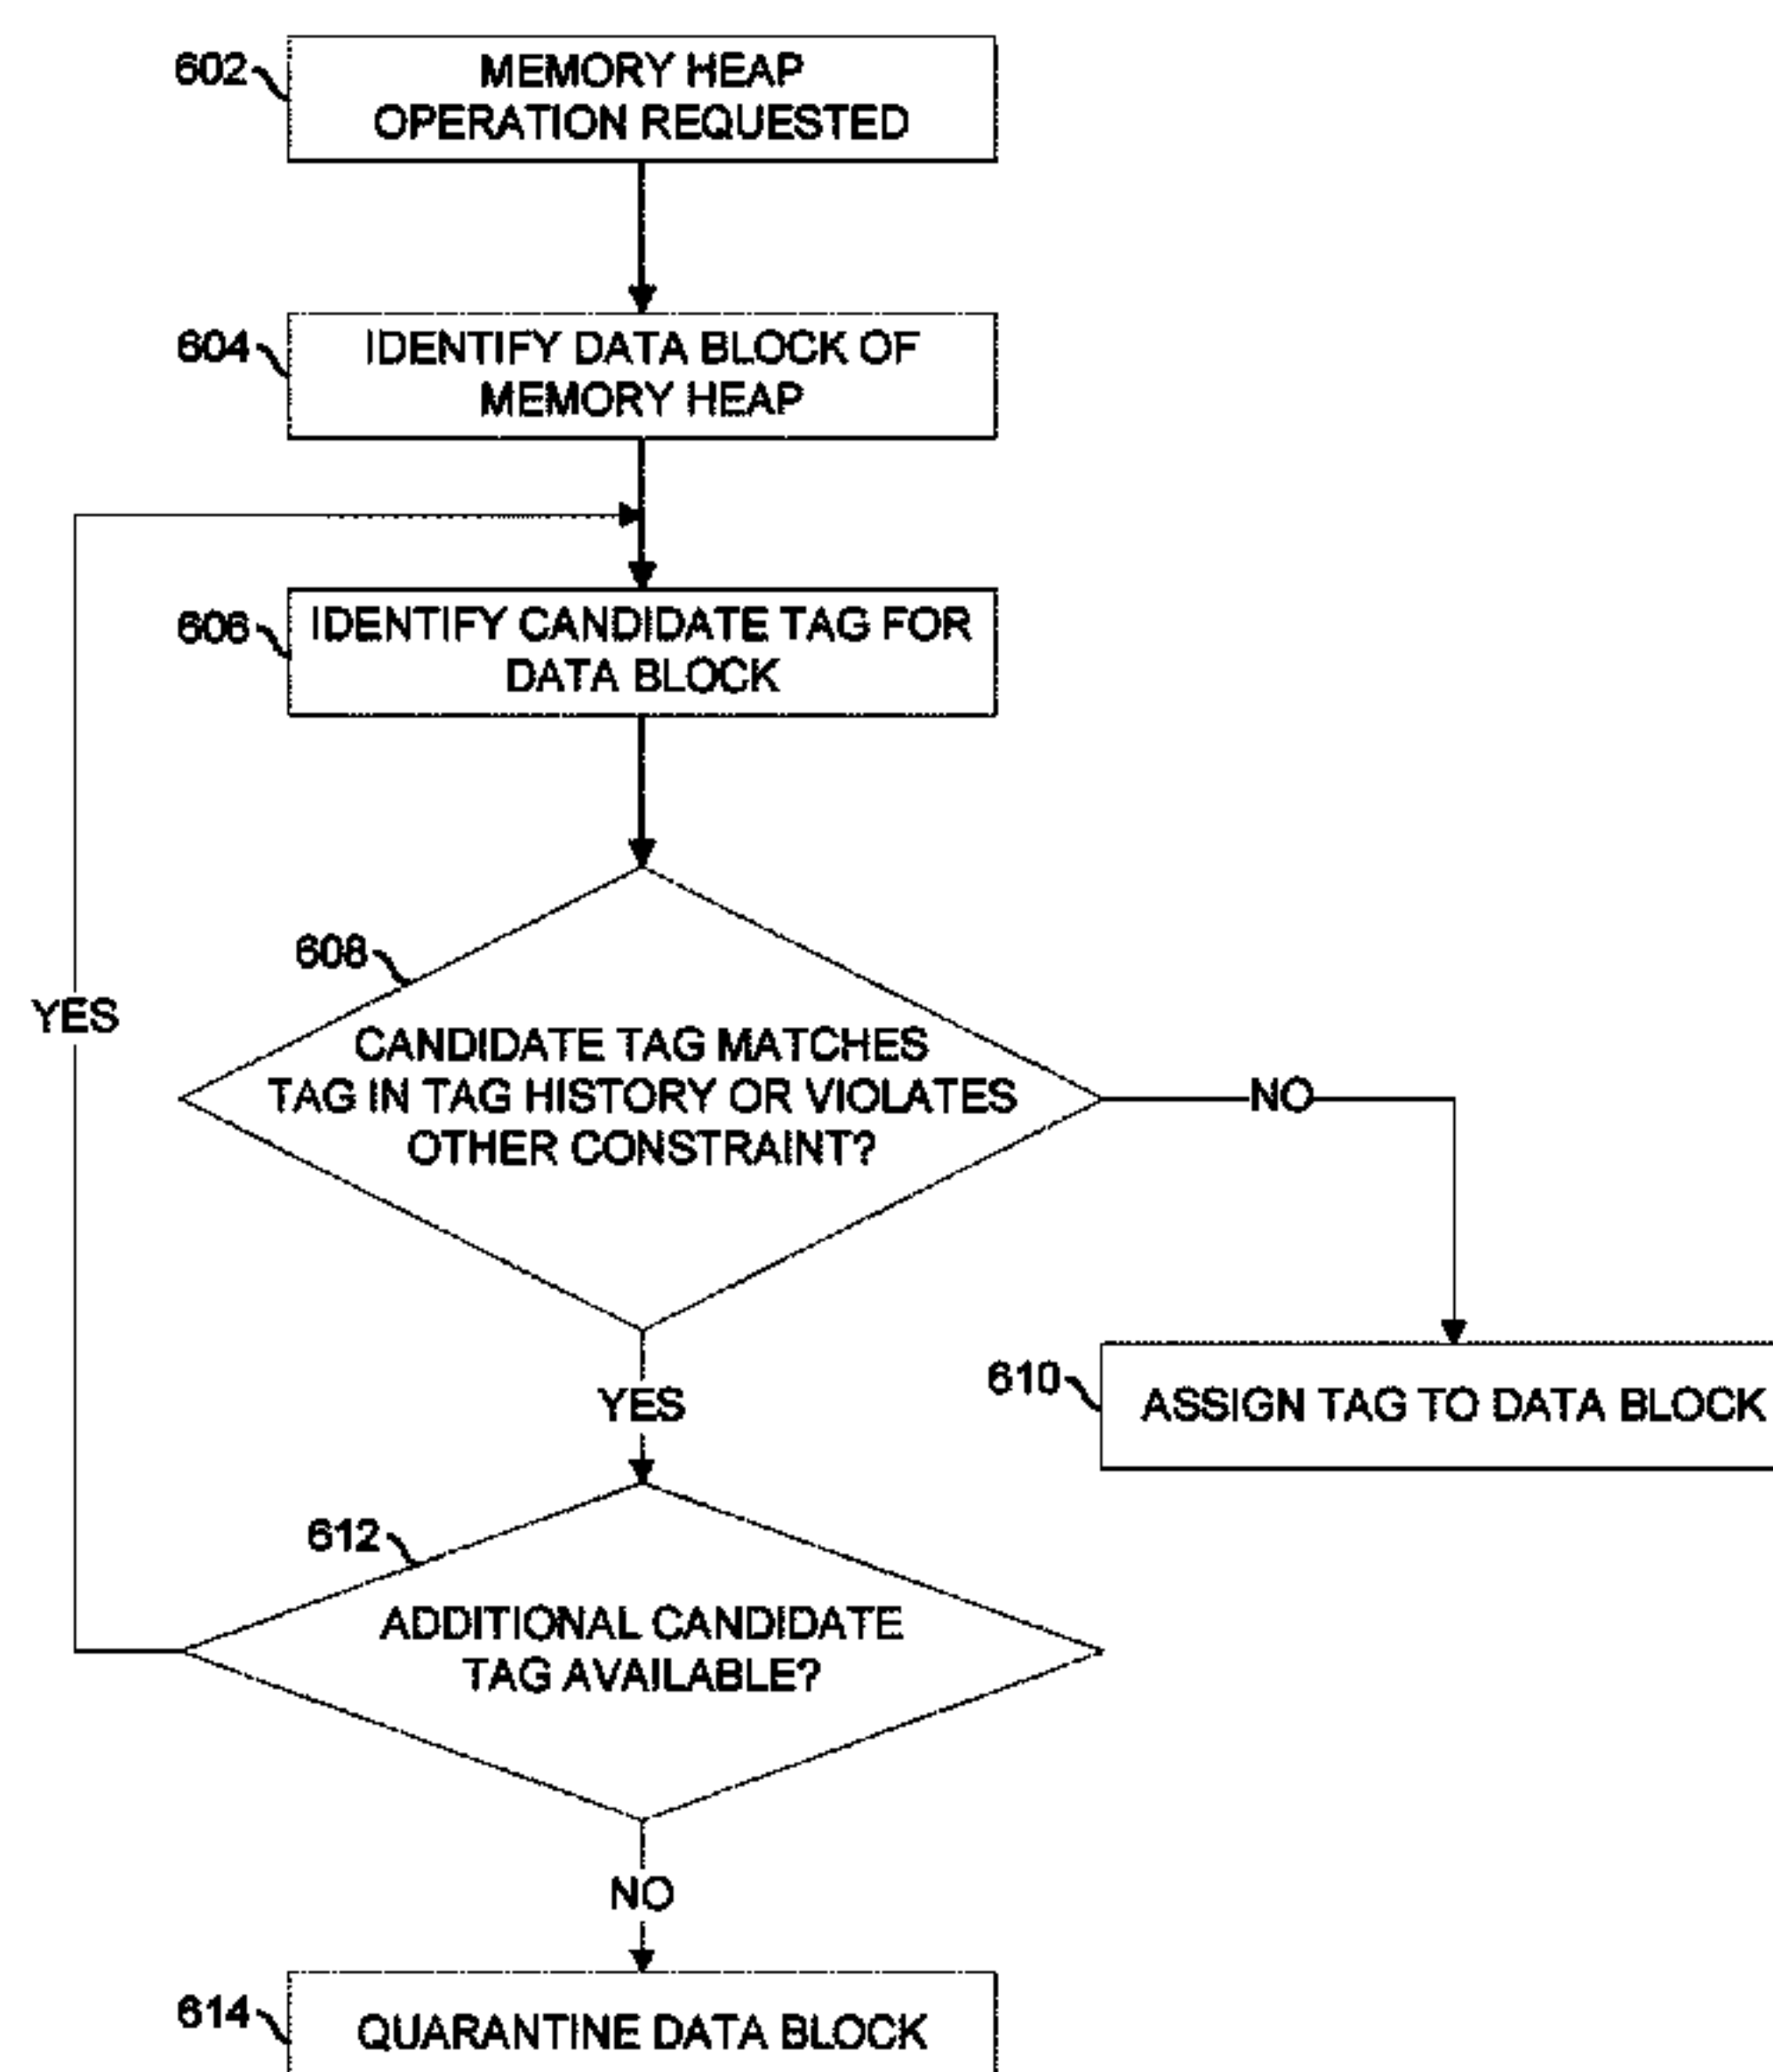 602
MEMORY HEAP
OPERATION REQUESTED
604
IDENTIFY DATA BLOCK OF
MEMORY HEAP
606
IDENTIFY CANDIDATE TAG FOR
DATA BLOCK
608
CANDIDATE TAG MATCHES
TAG IN TAG HISTORY OR VIOLATES
OTHER CONSTRAINT?
YES
NO
610
ASSIGN TAG TO DATA BLOCK
YES
612
ADDITIONAL CANDIDATE
TAG AVAILABLE?
NO
614
QUARANTINE DATA BLOCK